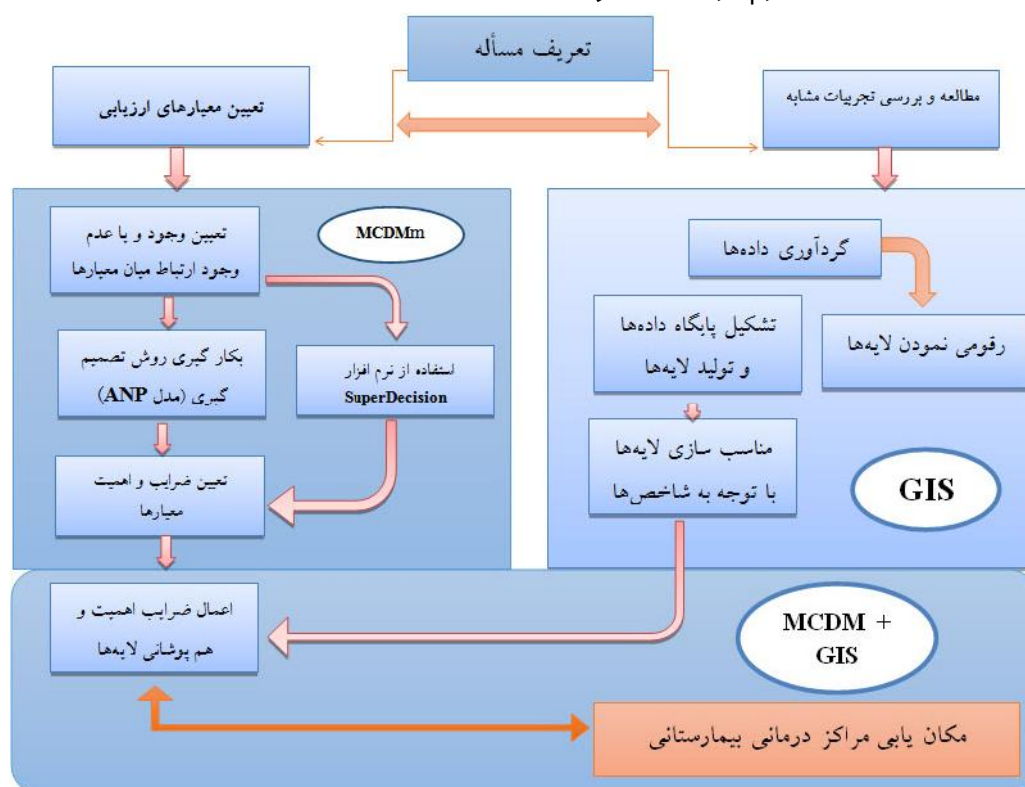 تعریف مسأله
مطالعه و بررسی تجربیات مشابه
تعیین معیارهای ارزیابی
گردآوری داده‌ها
رقومی نمودن لایه‌ها
تشکیل پایگاه داده‌ها
و تولید لایه‌ها
مناسب سازی لایه‌ها
با توجه به شاخص‌ها
GIS
MCDMm
تعیین وجود و یا عدم
وجود ارتباط میان معیارها
بکار گیری روش تصمیم
گیری (مدل ANP)
استفاده از نرم افزار
SuperDecision
تعیین ضرایب و اهمیت
معیارها
اعمال ضرایب اهمیت و
هم پوشانی لایه‌ها
MCDM +
GIS
مکان یابی مراکز درمانی بیمارستانی